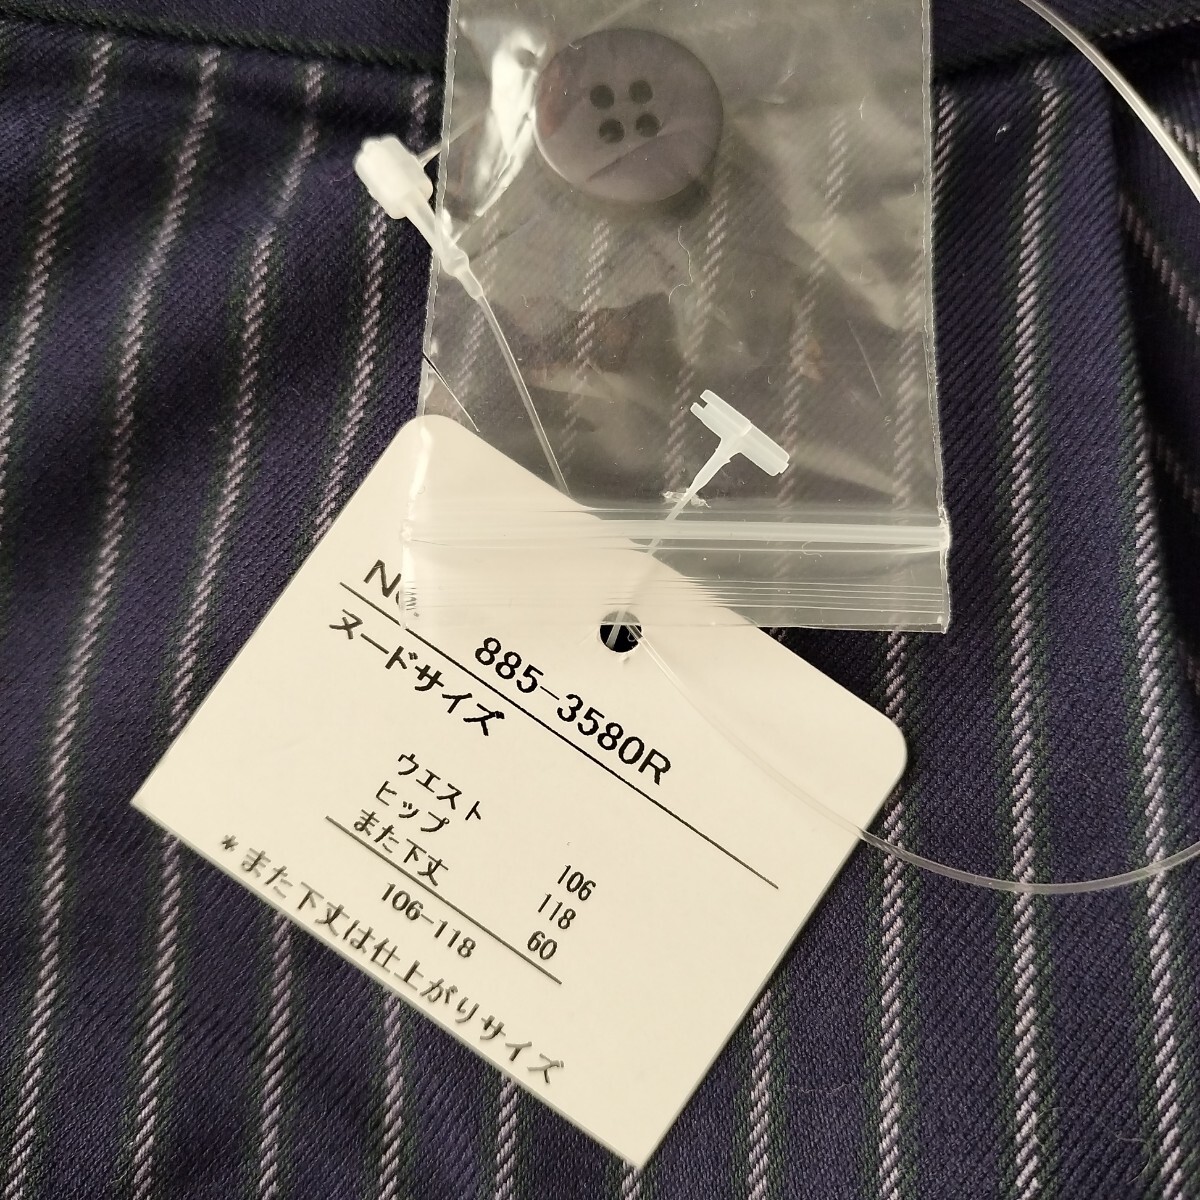 No. 885-3580R
ヌードサイズ
ウエスト 106
ヒップ 118
また下丈 60
106-118
*また下丈は仕上がりサイズ